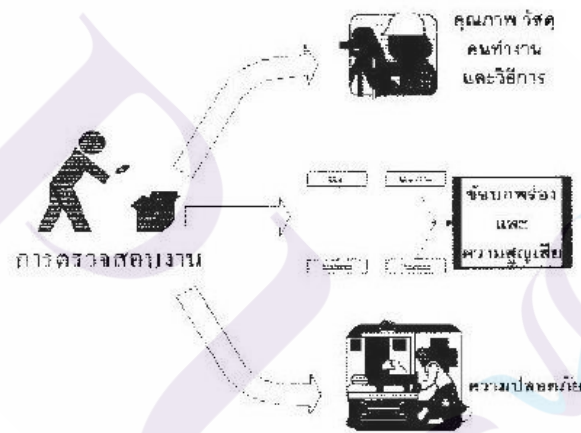 คุณภาพ วัสดุ
คนทำงาน
และวิธีการ
การตรวจสอบงาน
ข้อบกพร่อง
และ
ความสูญเสีย
ความปลอดภัย